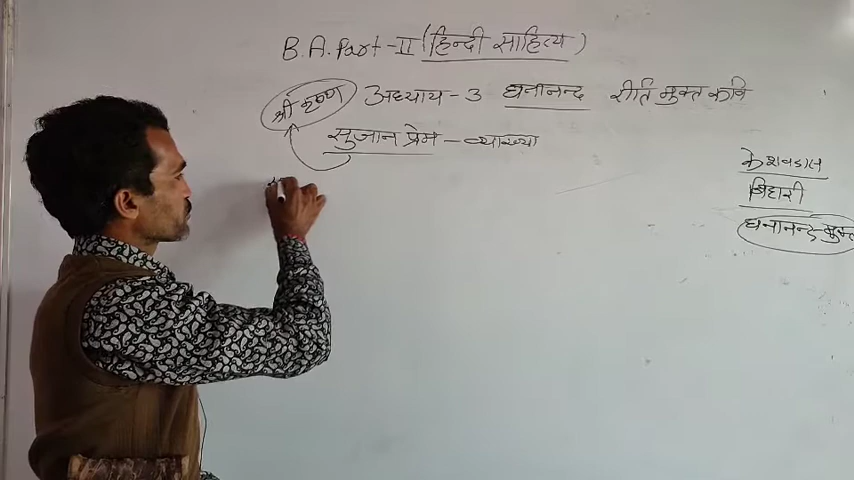 B.A. Part-II (हिन्दी साहित्य)
श्री कृष्ण अध्याय-3 घनानन्द रीति मुक्त कवि
सुजान प्रेम - व्याख्या
केशवदास
बिहारी
घनानन्द-मुक्त